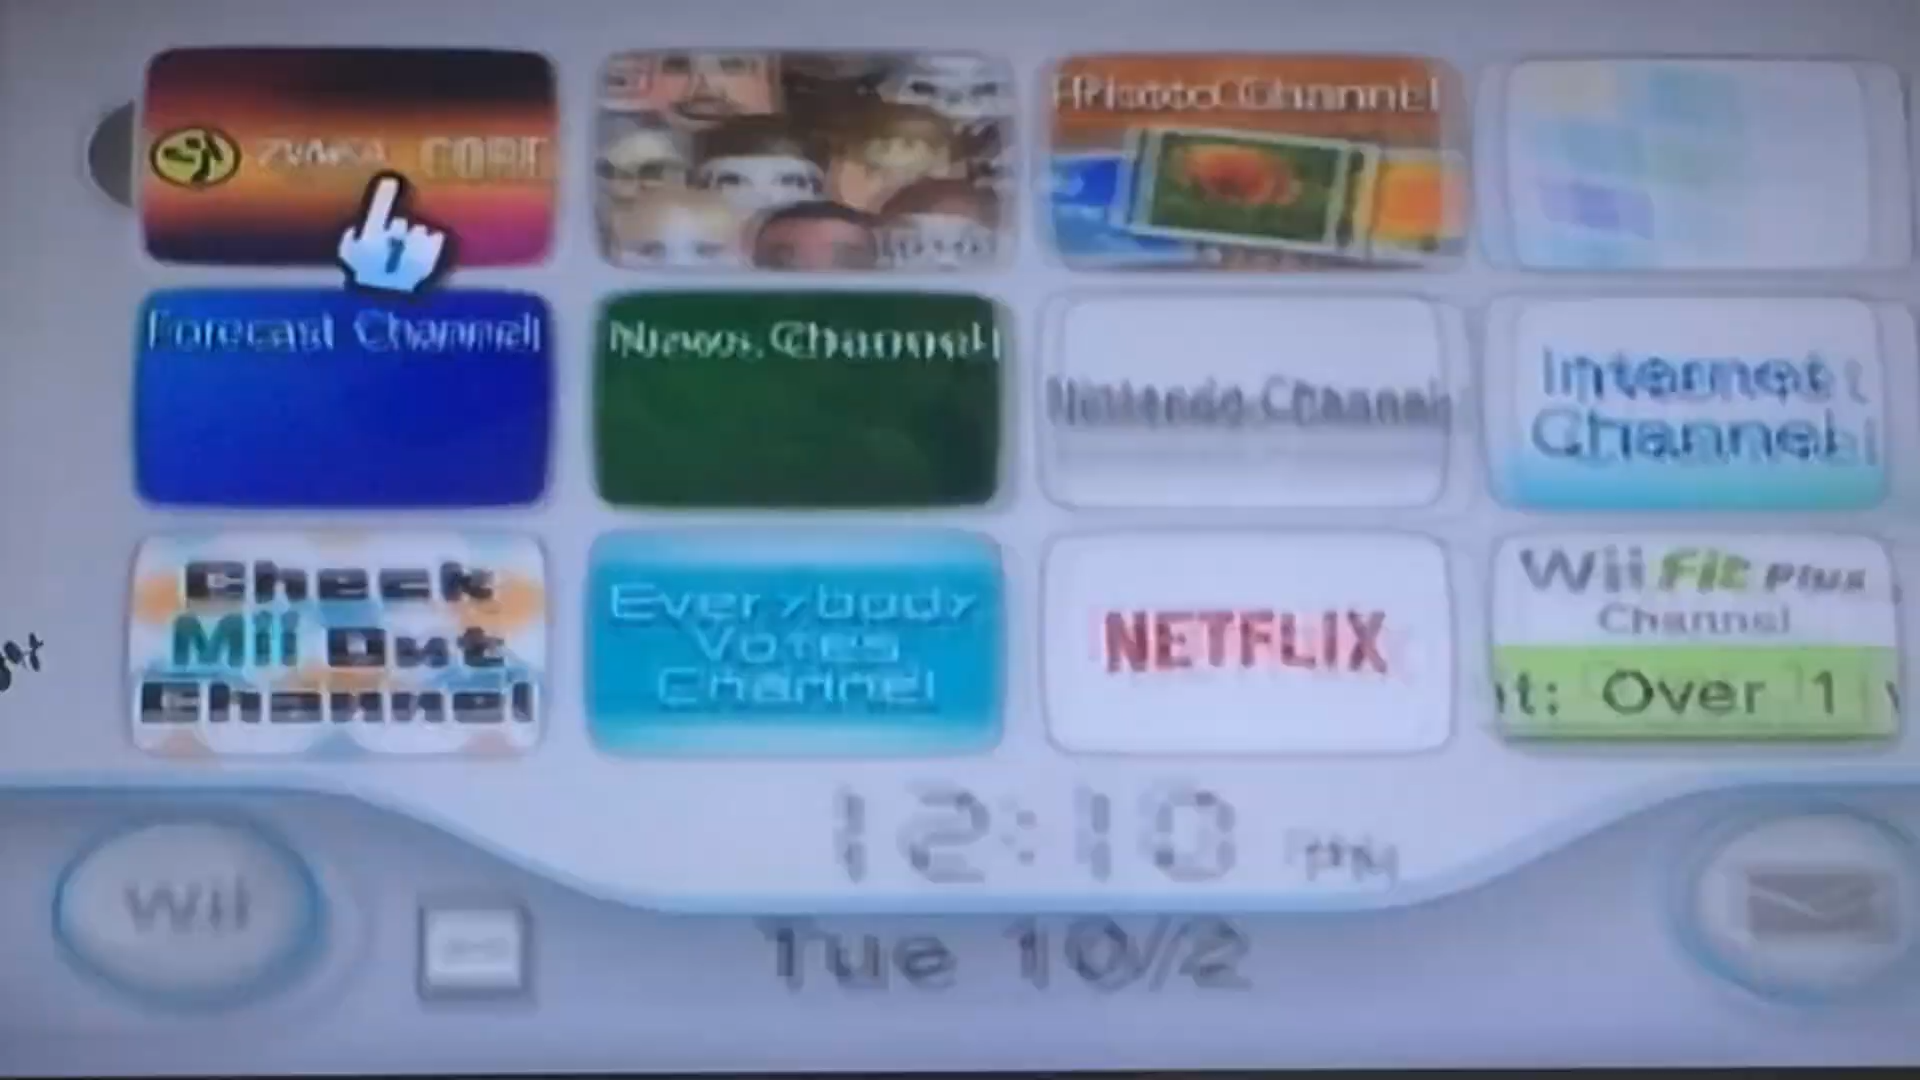 ZUMBA CORE
Photo Channel
Forecast Channel
News Channel
Nintendo Channel
Internet
Channel
Check
Mii Out
Channel
Everybody
Votes
Channel
NETFLIX
Wii Fit Plus
Channel
t: Over 1
12:10 PM
Wii
Tue 10/2